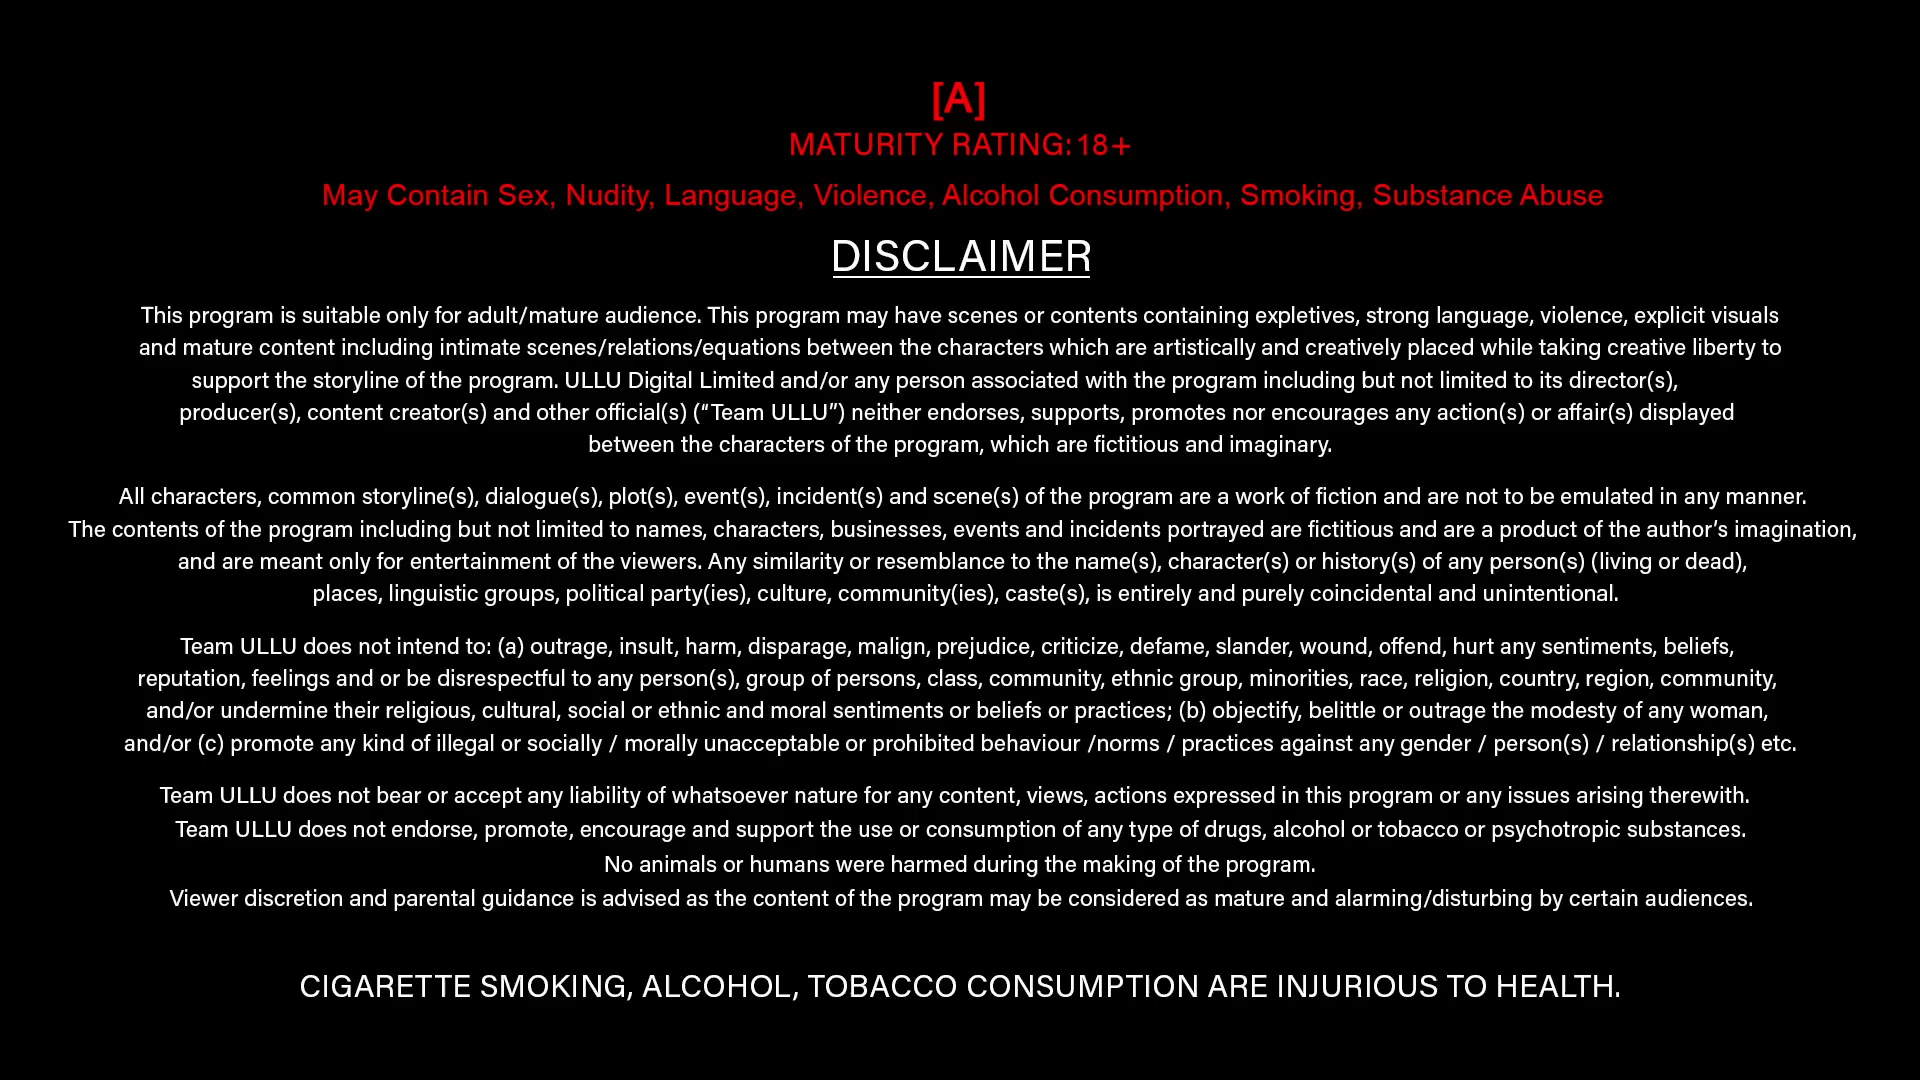 [A]
MATURITY RATING:18+
May Contain Sex, Nudity, Language, Violence, Alcohol Consumption, Smoking, Substance Abuse
DISCLAIMER
This program is suitable only for adult/mature audience. This program may have scenes or contents containing expletives, strong language, violence, explicit visuals
and mature content including intimate scenes/relations/equations between the characters which are artistically and creatively placed while taking creative liberty to
support the storyline of the program. ULLU Digital Limited and/or any person associated with the program including but not limited to its director(s),
producer(s), content creator(s) and other official(s) (“Team ULLU”) neither endorses, supports, promotes nor encourages any action(s) or affair(s) displayed
between the characters of the program, which are fictitious and imaginary.
All characters, common storyline(s), dialogue(s), plot(s), event(s), incident(s) and scene(s) of the program are a work of fiction and are not to be emulated in any manner.
The contents of the program including but not limited to names, characters, businesses, events and incidents portrayed are fictitious and are a product of the author’s imagination,
and are meant only for entertainment of the viewers. Any similarity or resemblance to the name(s), character(s) or history(s) of any person(s) (living or dead),
places, linguistic groups, political party(ies), culture, community(ies), caste(s), is entirely and purely coincidental and unintentional.
Team ULLU does not intend to: (a) outrage, insult, harm, disparage, malign, prejudice, criticize, defame, slander, wound, offend, hurt any sentiments, beliefs,
reputation, feelings and or be disrespectful to any person(s), group of persons, class, community, ethnic group, minorities, race, religion, country, region, community,
and/or undermine their religious, cultural, social or ethnic and moral sentiments or beliefs or practices; (b) objectify, belittle or outrage the modesty of any woman,
and/or (c) promote any kind of illegal or socially / morally unacceptable or prohibited behaviour /norms / practices against any gender / person(s) / relationship(s) etc.
Team ULLU does not bear or accept any liability of whatsoever nature for any content, views, actions expressed in this program or any issues arising therewith.
Team ULLU does not endorse, promote, encourage and support the use or consumption of any type of drugs, alcohol or tobacco or psychotropic substances.
No animals or humans were harmed during the making of the program.
Viewer discretion and parental guidance is advised as the content of the program may be considered as mature and alarming/disturbing by certain audiences.
CIGARETTE SMOKING, ALCOHOL, TOBACCO CONSUMPTION ARE INJURIOUS TO HEALTH.